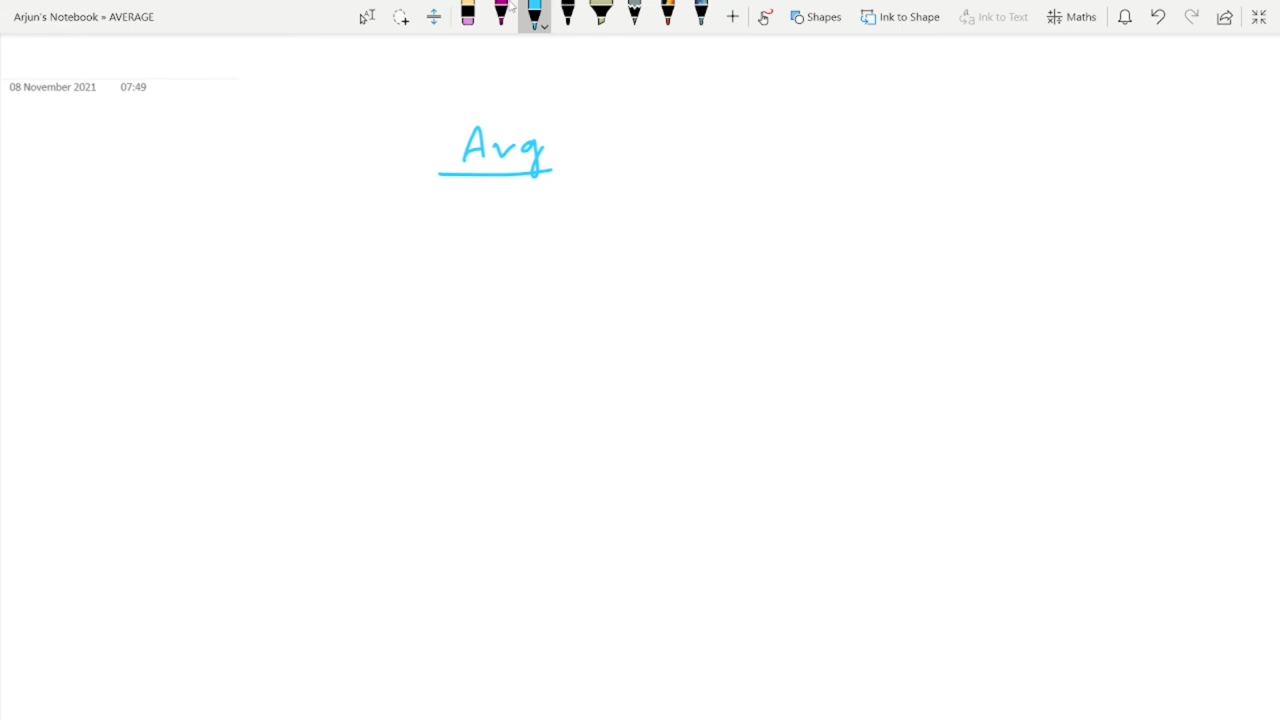 Arjun's Notebook » AVERAGE
Shapes
Ink to Shape
Ink to Text
Maths
08 November 2021 07:49
Avg